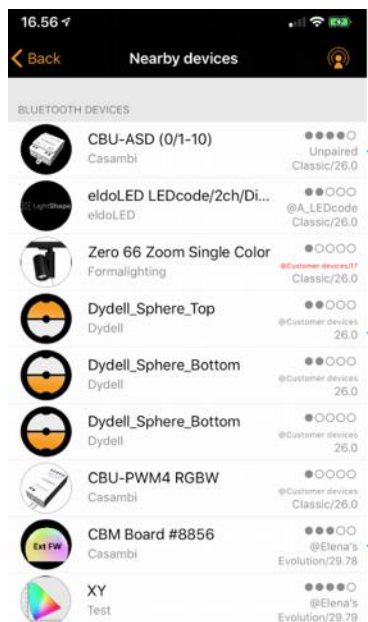 16.56
Back
Nearby devices
BLUETOOTH DEVICES
CBU-ASD (0/1-10)
Casambi
Unpaired
Classic/26.0
LightShape
eldoLED LEDcode/2ch/Di...
eldoLED
@A_LEDcode
Classic/26.0
Zero 66 Zoom Single Color
Formalighting
@Customer devices/17
Classic/26.0
Dydell_Sphere_Top
Dydell
@Customer devices
26.0
Dydell_Sphere_Bottom
Dydell
@Customer devices
26.0
Dydell_Sphere_Bottom
Dydell
@Customer devices
26.0
CBU-PWM4 RGBW
Casambi
@Customer devices
Classic/26.0
Ext FW
CBM Board #8856
Casambi
@Elena's
Evolution/29.78
XY
Test
@Elena's
Evolution/29.79